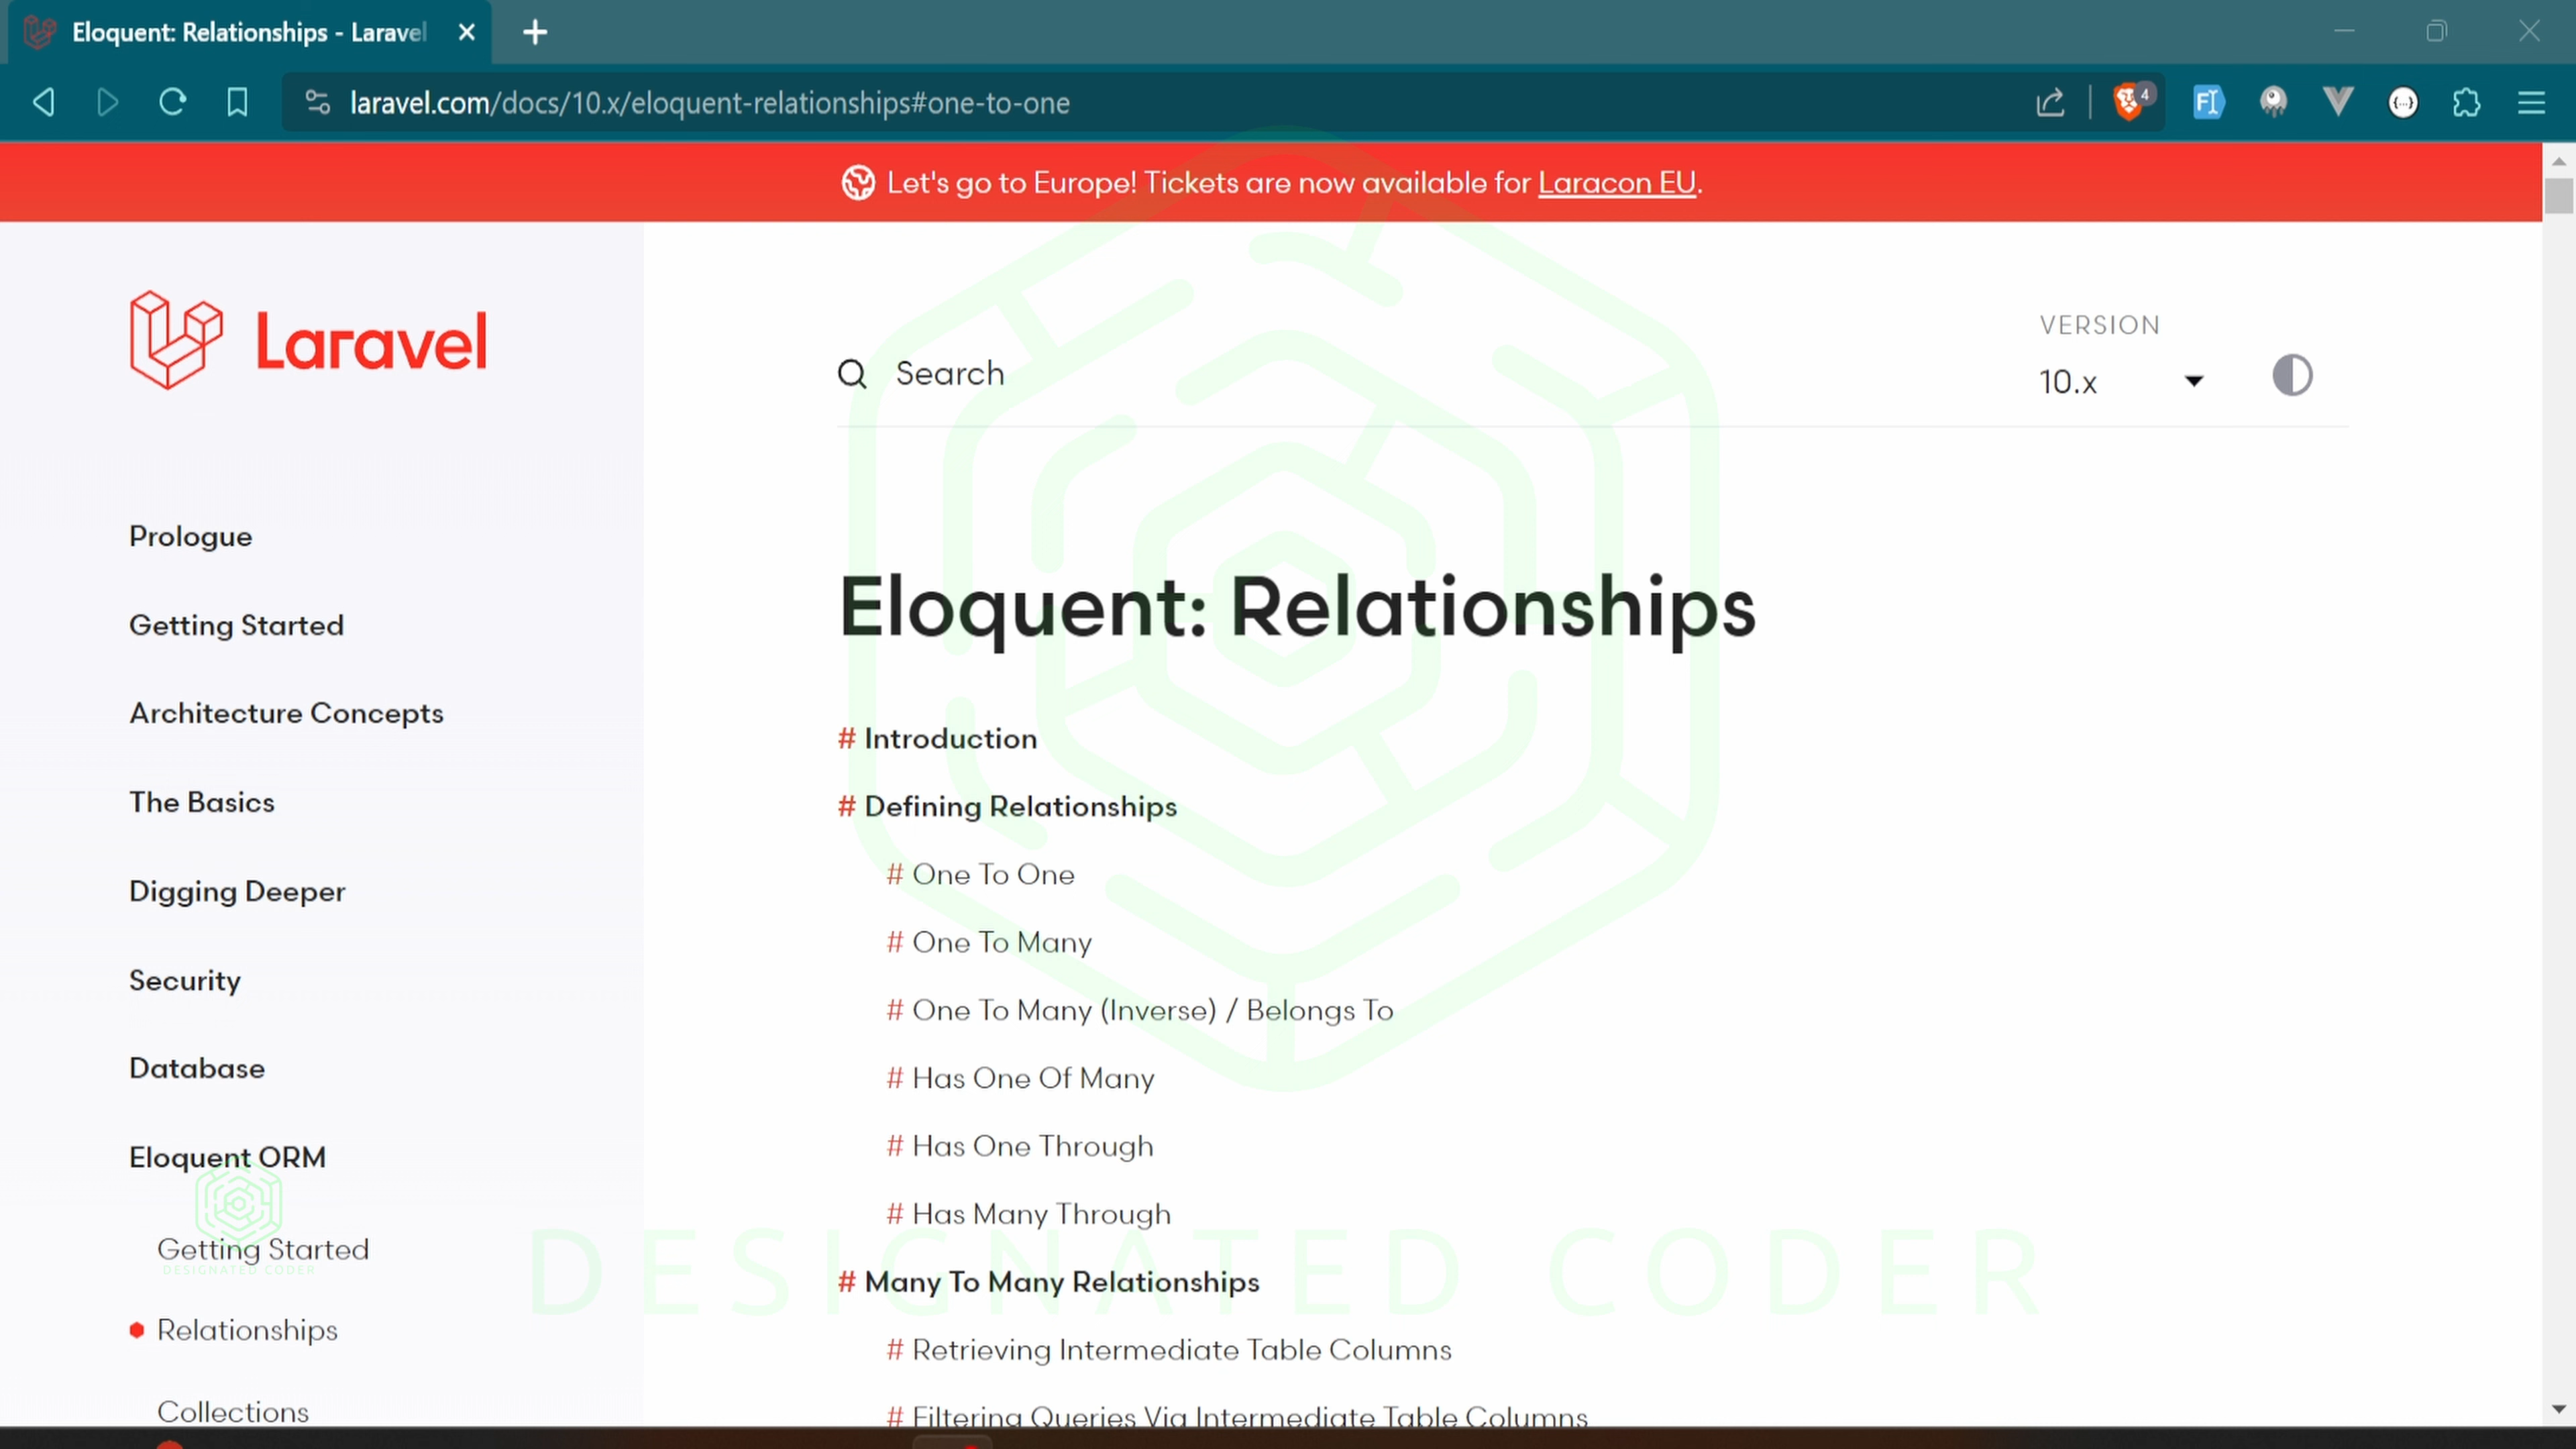 Eloquent: Relationships - Laravel
laravel.com/docs/10.x/eloquent-relationships#one-to-one
4
Let's go to Europe! Tickets are now available for Laracon EU.
Laravel
Search
VERSION
10.x
Prologue
Getting Started
Architecture Concepts
The Basics
Digging Deeper
Security
Database
Eloquent ORM
Getting Started
DESIGNATED CODER
Relationships
Collections
Eloquent: Relationships
# Introduction
# Defining Relationships
# One To One
# One To Many
# One To Many (Inverse) / Belongs To
# Has One Of Many
# Has One Through
# Has Many Through
DESIGNATED CODER
# Many To Many Relationships
# Retrieving Intermediate Table Columns
# Filtering Queries Via Intermediate Table Columns